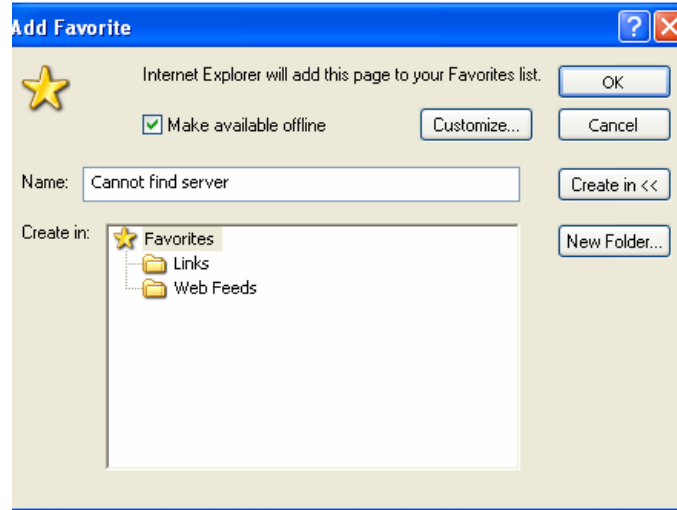 Add Favorite
Internet Explorer will add this page to your Favorites list.
OK
Make available offline
Customize...
Cancel
Name: Cannot find server
Create in <<
Create in:
Favorites
New Folder...
Links
Web Feeds